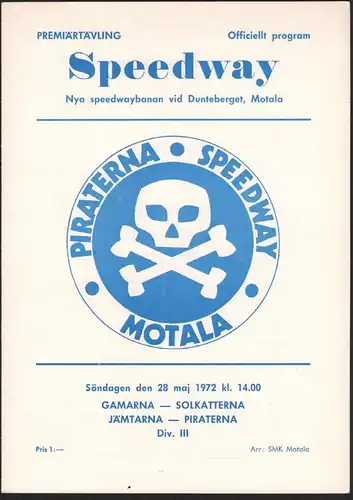 PREMIÄRTÄVLING Officiellt program
Speedway
Nya speedwaybanan vid Dunteberget, Motala
PIRATERNA • SPEEDWAY • MOTALA •
Söndagen den 28 maj 1972 kl. 14.00
GAMARNA — SOLKATTERNA
JÄMTARNA — PIRATERNA
Div. III
Pris 1:— Arr: SMK Motala